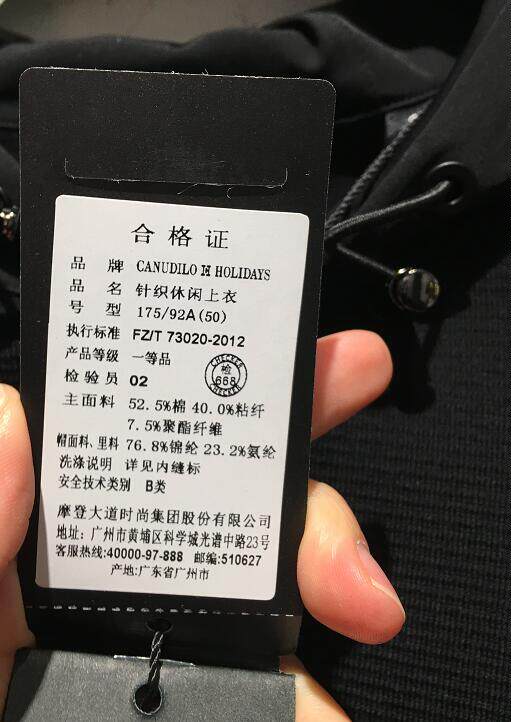 合格证
品牌 CANUDILO H HOLIDAYS
品名 针织休闲上衣
号型 175/92A(50)
执行标准 FZ/T 73020-2012
产品等级 一等品
CHECKER
检
668
CHECKER
检验员 02
主面料 52.5%棉 40.0%粘纤
7.5%聚酯纤维
帽面料、里料 76.8%锦纶 23.2%氨纶
洗涤说明 详见内缝标
安全技术类别 B类
摩登大道时尚集团股份有限公司
地址:广州市黄埔区科学城光谱中路23号
客服热线:40000-97-888 邮编:510627
产地:广东省广州市